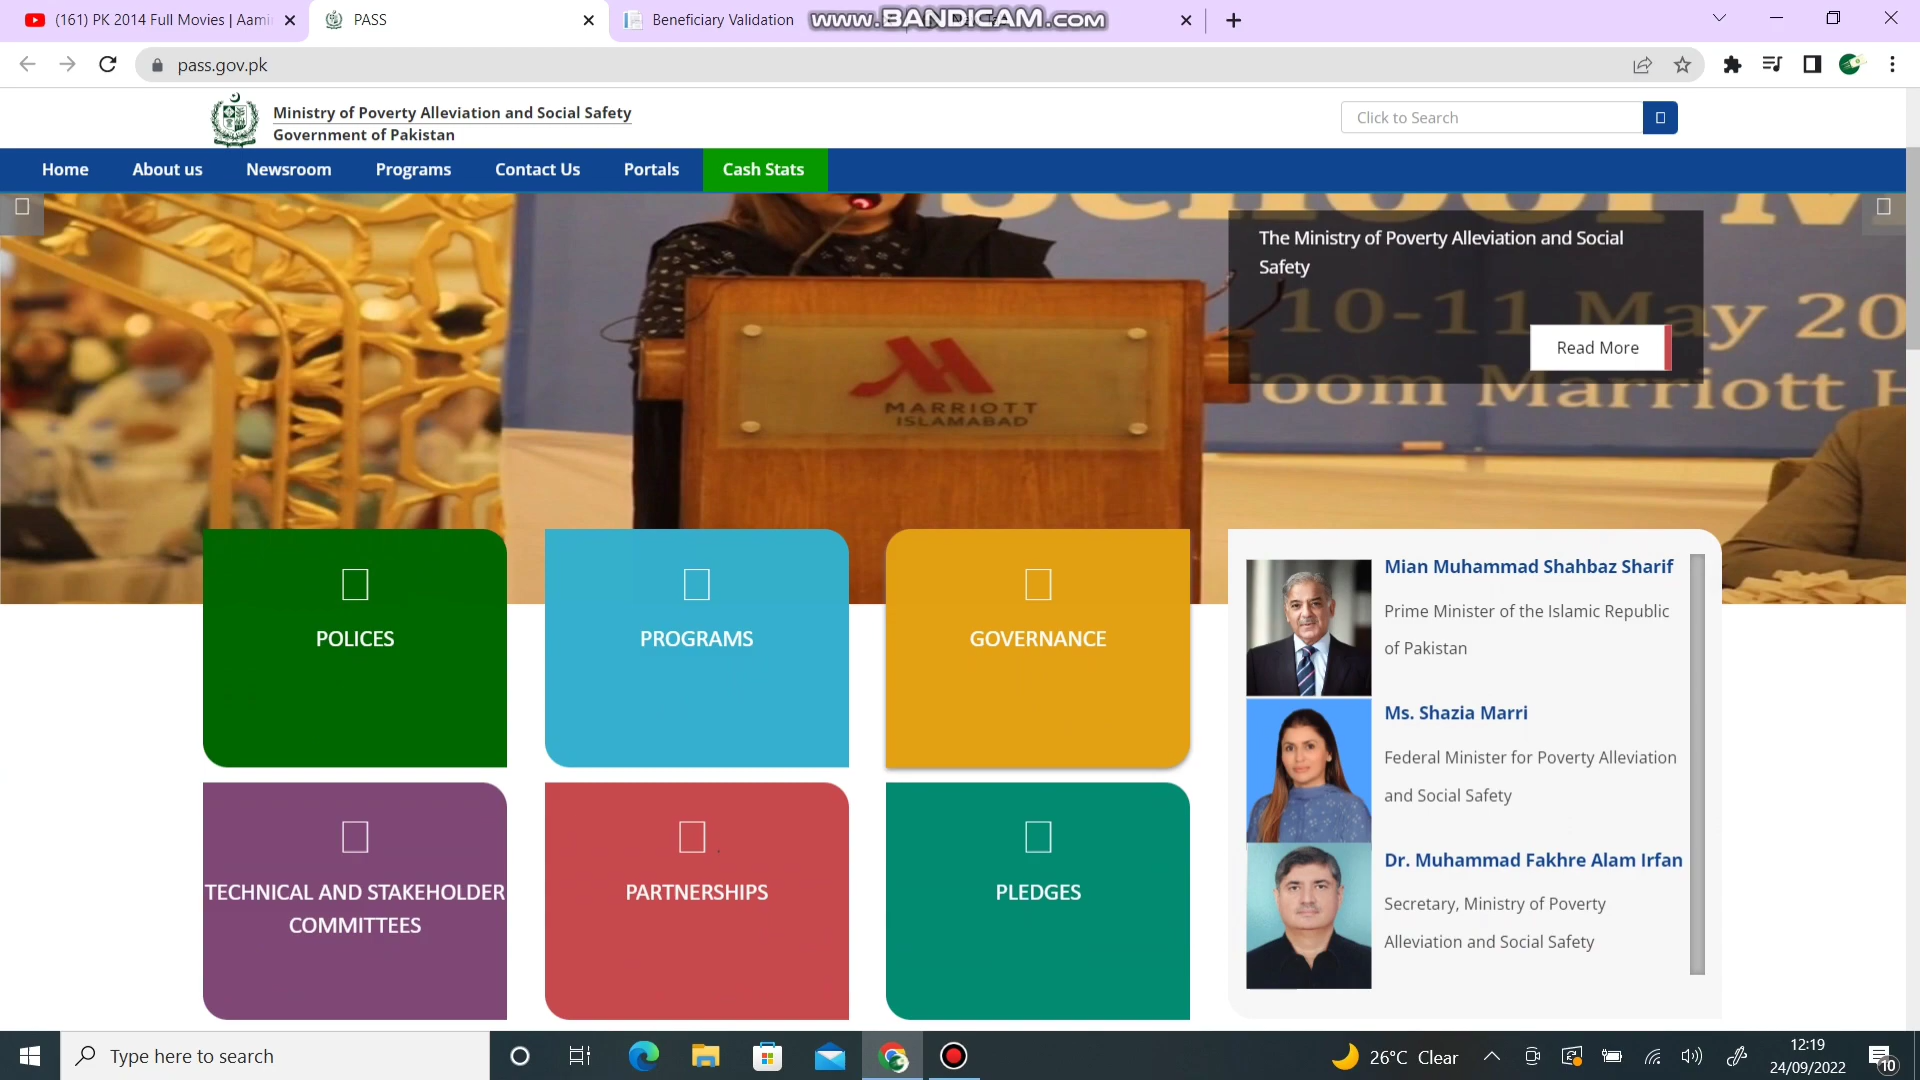 (161) PK 2014 Full Movies | Aami
PASS
Beneficiary Validation
www.BANDICAM.com
pass.gov.pk
Ministry of Poverty Alleviation and Social Safety
Government of Pakistan
Click to Search
Home
About us
Newsroom
Programs
Contact Us
Portals
Cash Stats
The Ministry of Poverty Alleviation and Social
Safety
10-11 May 20
Read More
oom Marriott H
MARRIOTT
ISLAMABAD
POLICES
PROGRAMS
GOVERNANCE
TECHNICAL AND STAKEHOLDER
COMMITTEES
PARTNERSHIPS
PLEDGES
Mian Muhammad Shahbaz Sharif
Prime Minister of the Islamic Republic
of Pakistan
Ms. Shazia Marri
Federal Minister for Poverty Alleviation
and Social Safety
Dr. Muhammad Fakhre Alam Irfan
Secretary, Ministry of Poverty
Alleviation and Social Safety
Type here to search
26°C Clear
12:19
24/09/2022
10